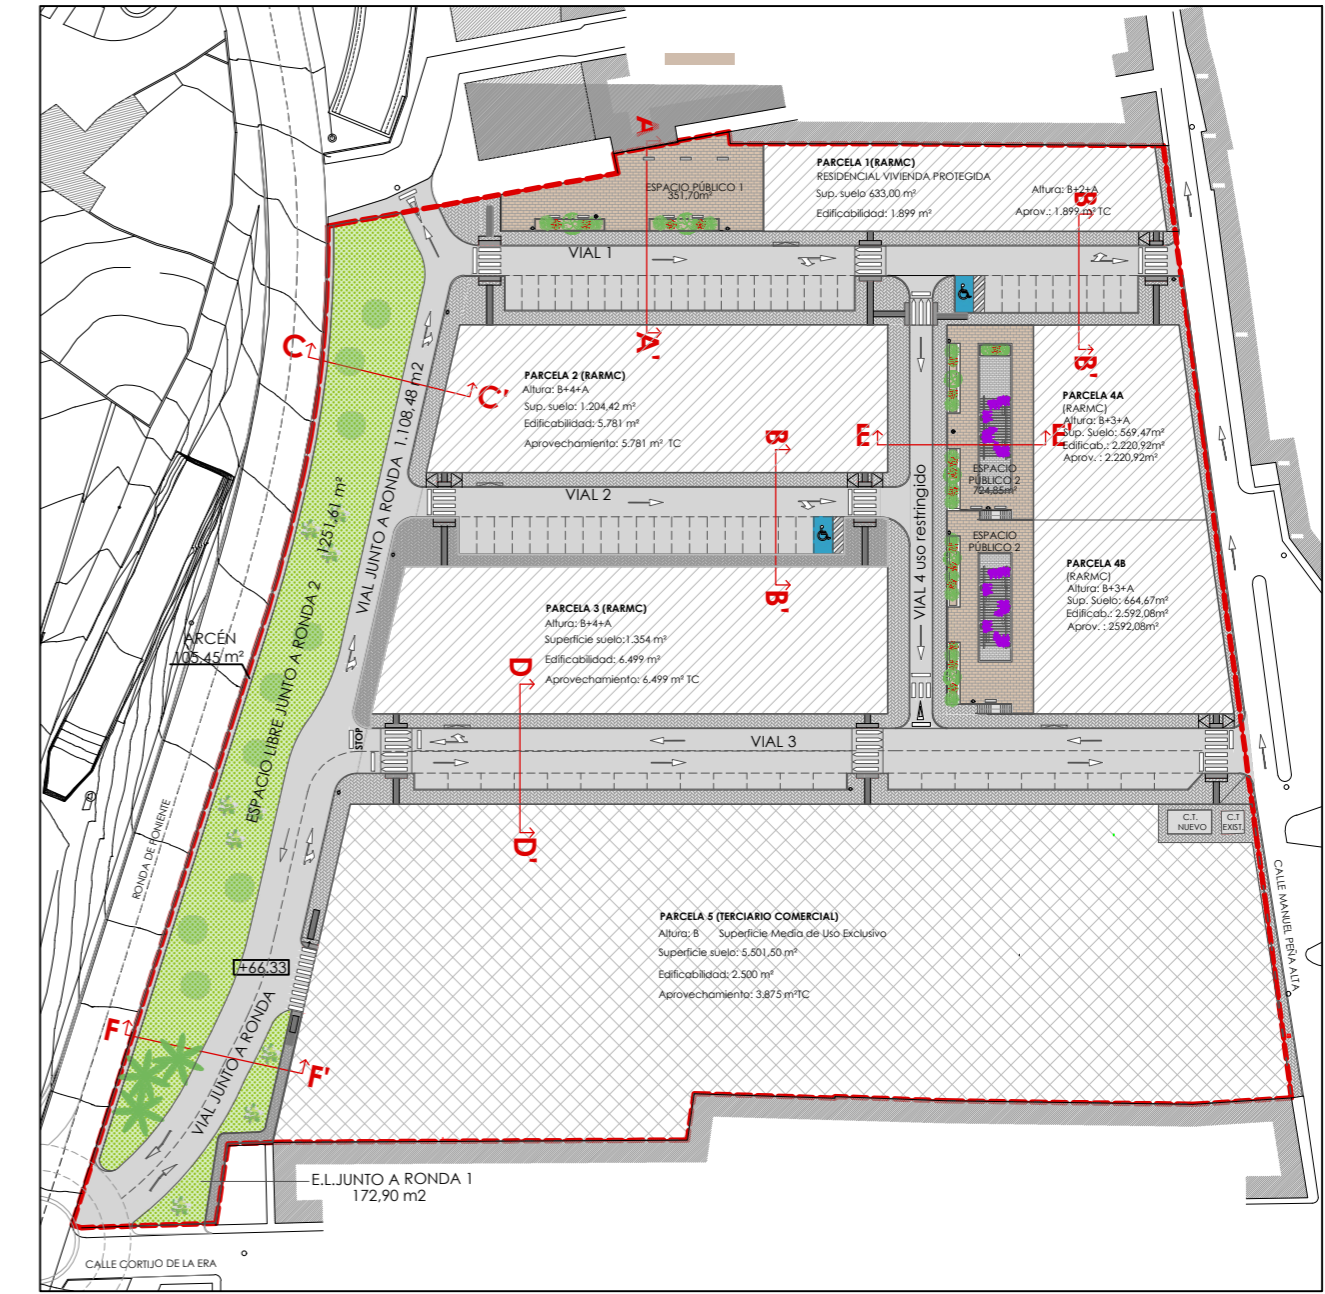 A
PARCELA 1(RARMC)
RESIDENCIAL VIVIENDA PROTEGIDA
Sup. suelo 633,00 m²
Edificabilidad: 1.899 m²
Altura: B+2+A
Aprov.: 1.899 m² TC
B
ESPACIO PÚBLICO 1
351,70m²
VIAL 1
A'
B'
C
C'
PARCELA 2 (RARMC)
Altura: B+4+A
Sup. suelo: 1.204,42 m²
Edificabilidad: 5.781 m²
Aprovechamiento: 5.781 m² TC
B
E
E'
PARCELA 4A
(RARMC)
Altura: B+3+A
Sup. Suelo: 569,47m²
Edificab.: 2.220,92m²
Aprov. : 2.220,92m²
ESPACIO
PÚBLICO 2
724,85m²
VIAL 2
VIAL JUNTO A RONDA 1.108,48 m2
1251,61 m²
ESPACIO LIBRE JUNTO A RONDA 2
VIAL 4 uso restringido
ESPACIO
PÚBLICO 2
PARCELA 4B
(RARMC)
Altura: B+3+A
Sup. Suelo: 664,67m²
Edificab.: 2.592,08m²
Aprov. : 2592,08m²
B'
PARCELA 3 (RARMC)
Altura: B+4+A
Superficie suelo:1.354 m²
Edificabilidad: 6.499 m²
Aprovechamiento: 6.499 m² TC
ARCÉN
105,45 m²
D
STOP
VIAL 3
RONDA DE PONIENTE
D'
C.T.
NUEVO
C.T
EXIST.
CALLE MANUEL PEÑA ALTA
PARCELA 5 (TERCIARIO COMERCIAL)
Altura: B Superficie Media de Uso Exclusivo
Superficie suelo: 5.501,50 m²
Edificabilidad: 2.500 m²
Aprovechamiento: 3.875 m²TC
+66.33
F
F'
VIAL JUNTO A RONDA
E.L.JUNTO A RONDA 1
172,90 m2
CALLE CORTIJO DE LA ERA